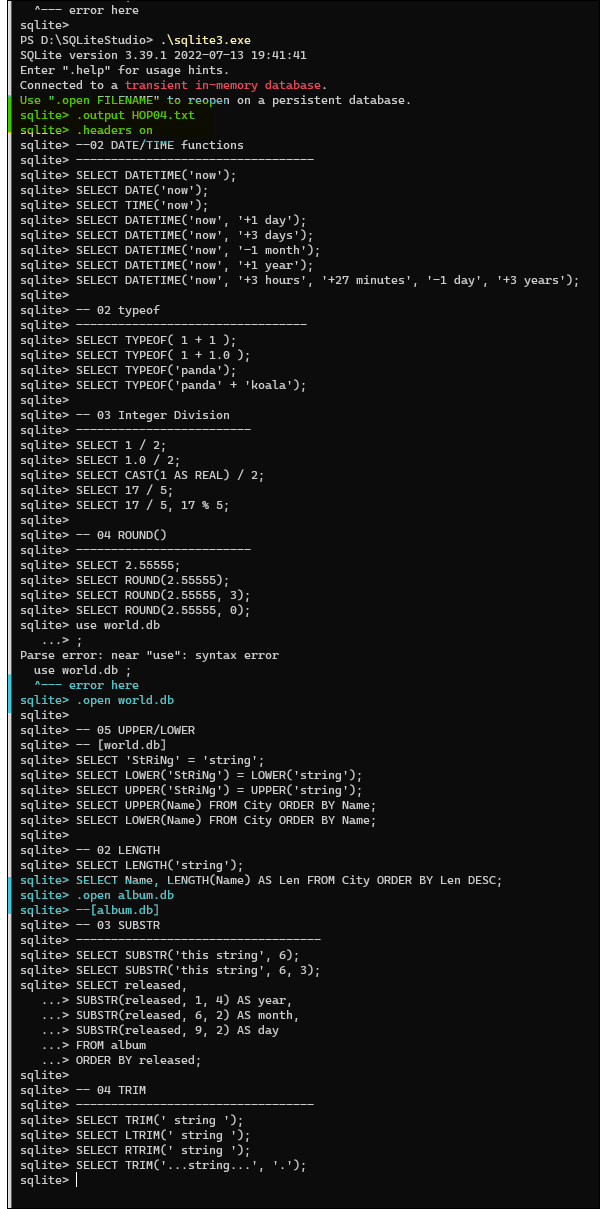 ^--- error here
sqlite>
PS D:\SQLiteStudio> .\sqlite3.exe
SQLite version 3.39.1 2022-07-13 19:41:41
Enter ".help" for usage hints.
Connected to a transient in-memory database.
Use ".open FILENAME" to reopen on a persistent database.
sqlite> .output HOP04.txt
sqlite> .headers on
sqlite> --02 DATE/TIME functions
sqlite> ----------------------------------
sqlite> SELECT DATETIME('now');
sqlite> SELECT DATE('now');
sqlite> SELECT TIME('now');
sqlite> SELECT DATETIME('now', '+1 day');
sqlite> SELECT DATETIME('now', '+3 days');
sqlite> SELECT DATETIME('now', '-1 month');
sqlite> SELECT DATETIME('now', '+1 year');
sqlite> SELECT DATETIME('now', '+3 hours', '+27 minutes', '-1 day', '+3 years');
sqlite>
sqlite> -- 02 typeof
sqlite> ---------------------------------
sqlite> SELECT TYPEOF( 1 + 1 );
sqlite> SELECT TYPEOF( 1 + 1.0 );
sqlite> SELECT TYPEOF('panda');
sqlite> SELECT TYPEOF('panda' + 'koala');
sqlite>
sqlite> -- 03 Integer Division
sqlite> -------------------------
sqlite> SELECT 1 / 2;
sqlite> SELECT 1.0 / 2;
sqlite> SELECT CAST(1 AS REAL) / 2;
sqlite> SELECT 17 / 5;
sqlite> SELECT 17 / 5, 17 % 5;
sqlite>
sqlite> -- 04 ROUND()
sqlite> -------------------------
sqlite> SELECT 2.55555;
sqlite> SELECT ROUND(2.55555);
sqlite> SELECT ROUND(2.55555, 3);
sqlite> SELECT ROUND(2.55555, 0);
sqlite> use world.db
   ...> ;
Parse error: near "use": syntax error
  use world.db ;
  ^--- error here
sqlite> .open world.db
sqlite>
sqlite> -- 05 UPPER/LOWER
sqlite> -- [world.db]
sqlite> SELECT 'StRiNg' = 'string';
sqlite> SELECT LOWER('StRiNg') = LOWER('string');
sqlite> SELECT UPPER('StRiNg') = UPPER('string');
sqlite> SELECT UPPER(Name) FROM City ORDER BY Name;
sqlite> SELECT LOWER(Name) FROM City ORDER BY Name;
sqlite>
sqlite> -- 02 LENGTH
sqlite> SELECT LENGTH('string');
sqlite> SELECT Name, LENGTH(Name) AS Len FROM City ORDER BY Len DESC;
sqlite> .open album.db
sqlite> --[album.db]
sqlite> -- 03 SUBSTR
sqlite> -----------------------------------
sqlite> SELECT SUBSTR('this string', 6);
sqlite> SELECT SUBSTR('this string', 6, 3);
sqlite> SELECT released,
   ...> SUBSTR(released, 1, 4) AS year,
   ...> SUBSTR(released, 6, 2) AS month,
   ...> SUBSTR(released, 9, 2) AS day
   ...> FROM album
   ...> ORDER BY released;
sqlite>
sqlite> -- 04 TRIM
sqlite> ----------------------------------
sqlite> SELECT TRIM(' string ');
sqlite> SELECT LTRIM(' string ');
sqlite> SELECT RTRIM(' string ');
sqlite> SELECT TRIM('...string...', '.');
sqlite>